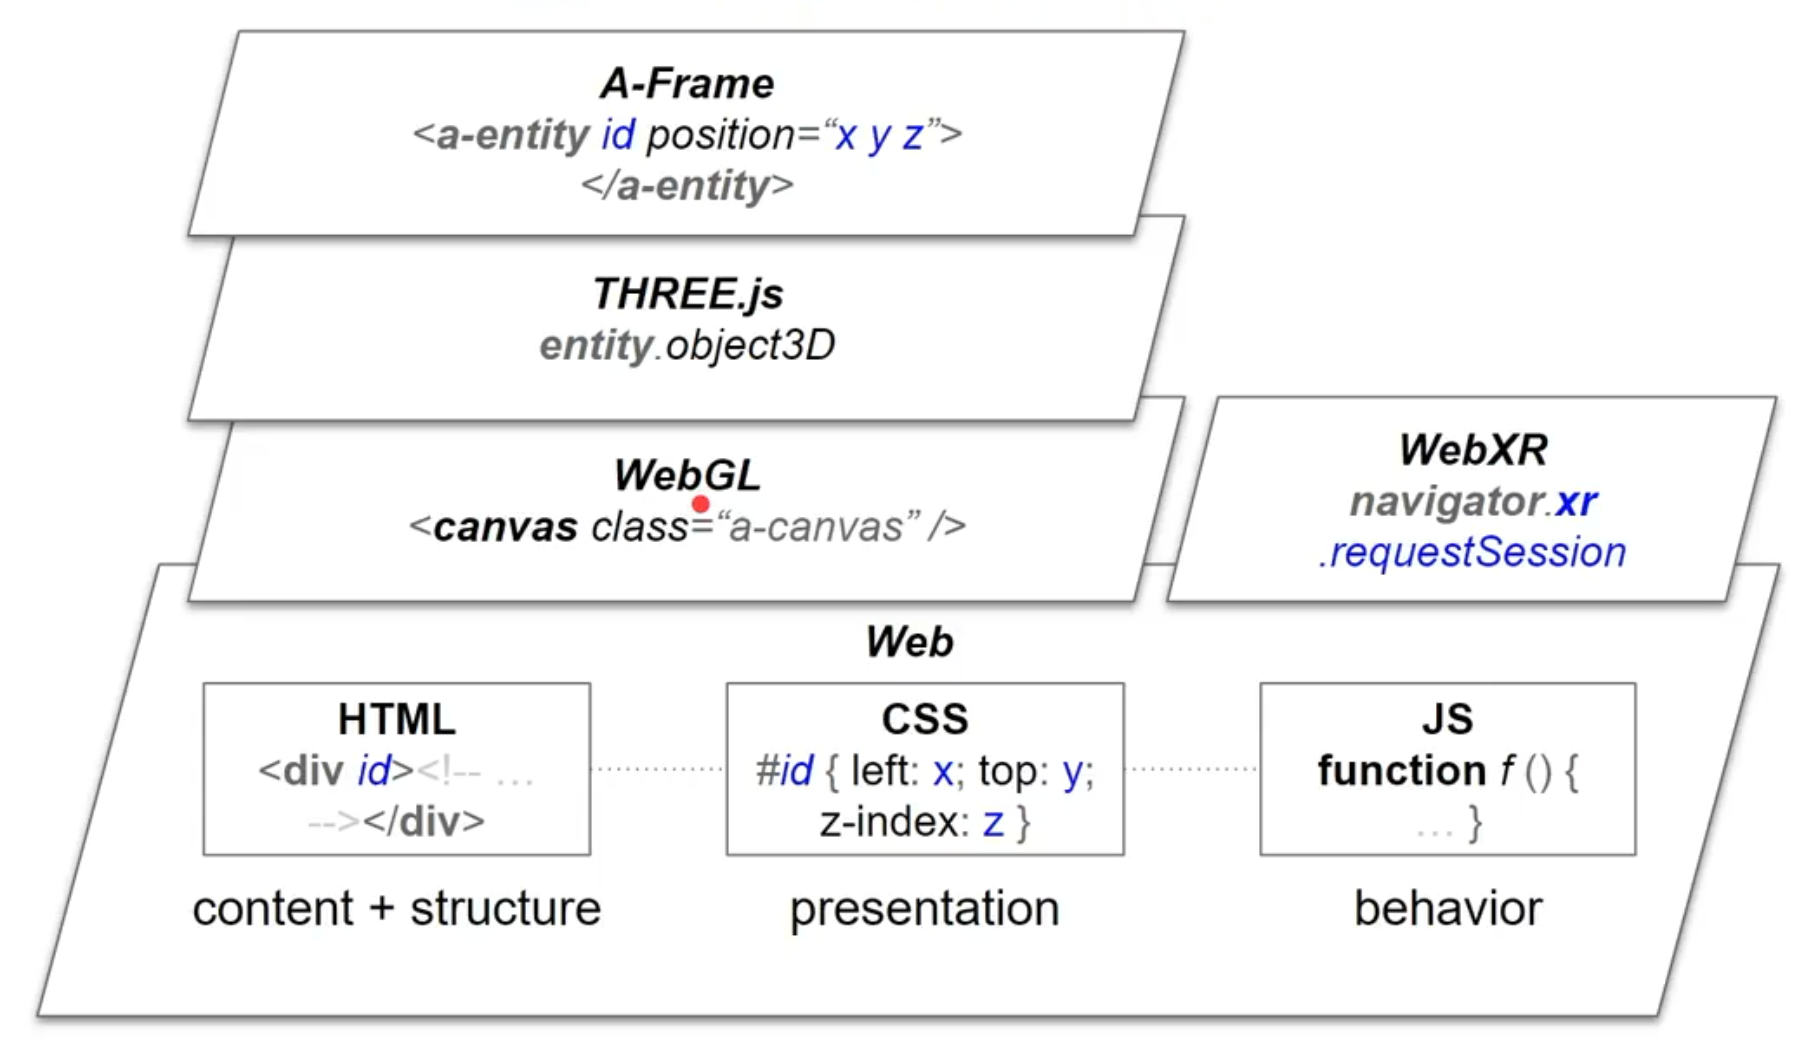 A-Frame
<a-entity id position=“x y z”>
</a-entity>
THREE.js
entity.object3D
WebGL
<canvas class=“a-canvas” />
WebXR
navigator.xr
.requestSession
Web
HTML
<div id><!-- …
--></div>
content + structure
CSS
#id { left: x; top: y;
z-index: z }
presentation
JS
function f () {
… }
behavior